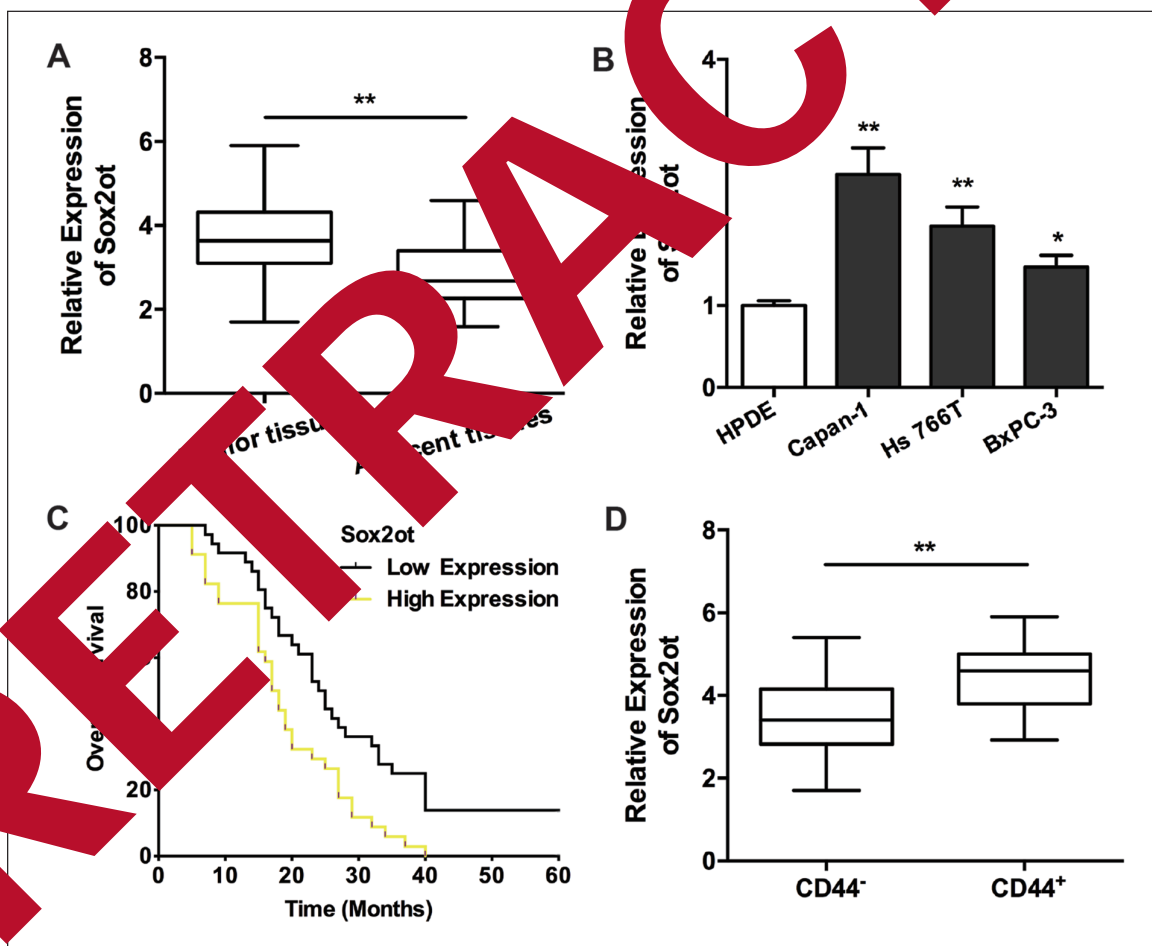 A
8
6
4
2
0
Relative Expression
of Sox2ot
**
B
4
1
0
Relative
**
**
*
HPDE
Capan-1
Hs 766T
BxPC-3
C
100
80
20
0
0 10 20 30 40 50 60
Time (Months)
Sox2ot
Low Expression
High Expression
D
8
6
4
2
0
Relative Expression
of Sox2ot
**
CD44-
CD44+